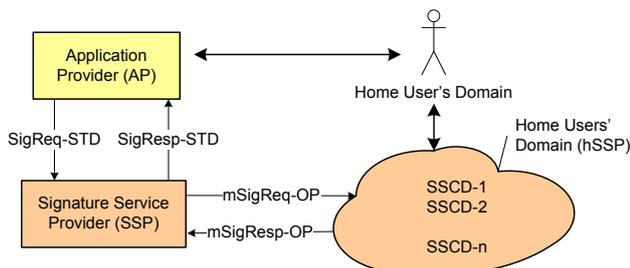 Application
Provider (AP)
Home User's Domain
SigReq-STD
SigResp-STD
Home Users'
Domain (hSSP)
Signature Service
Provider (SSP)
mSigReq-OP
mSigResp-OP
SSCD-1
SSCD-2
SSCD-n